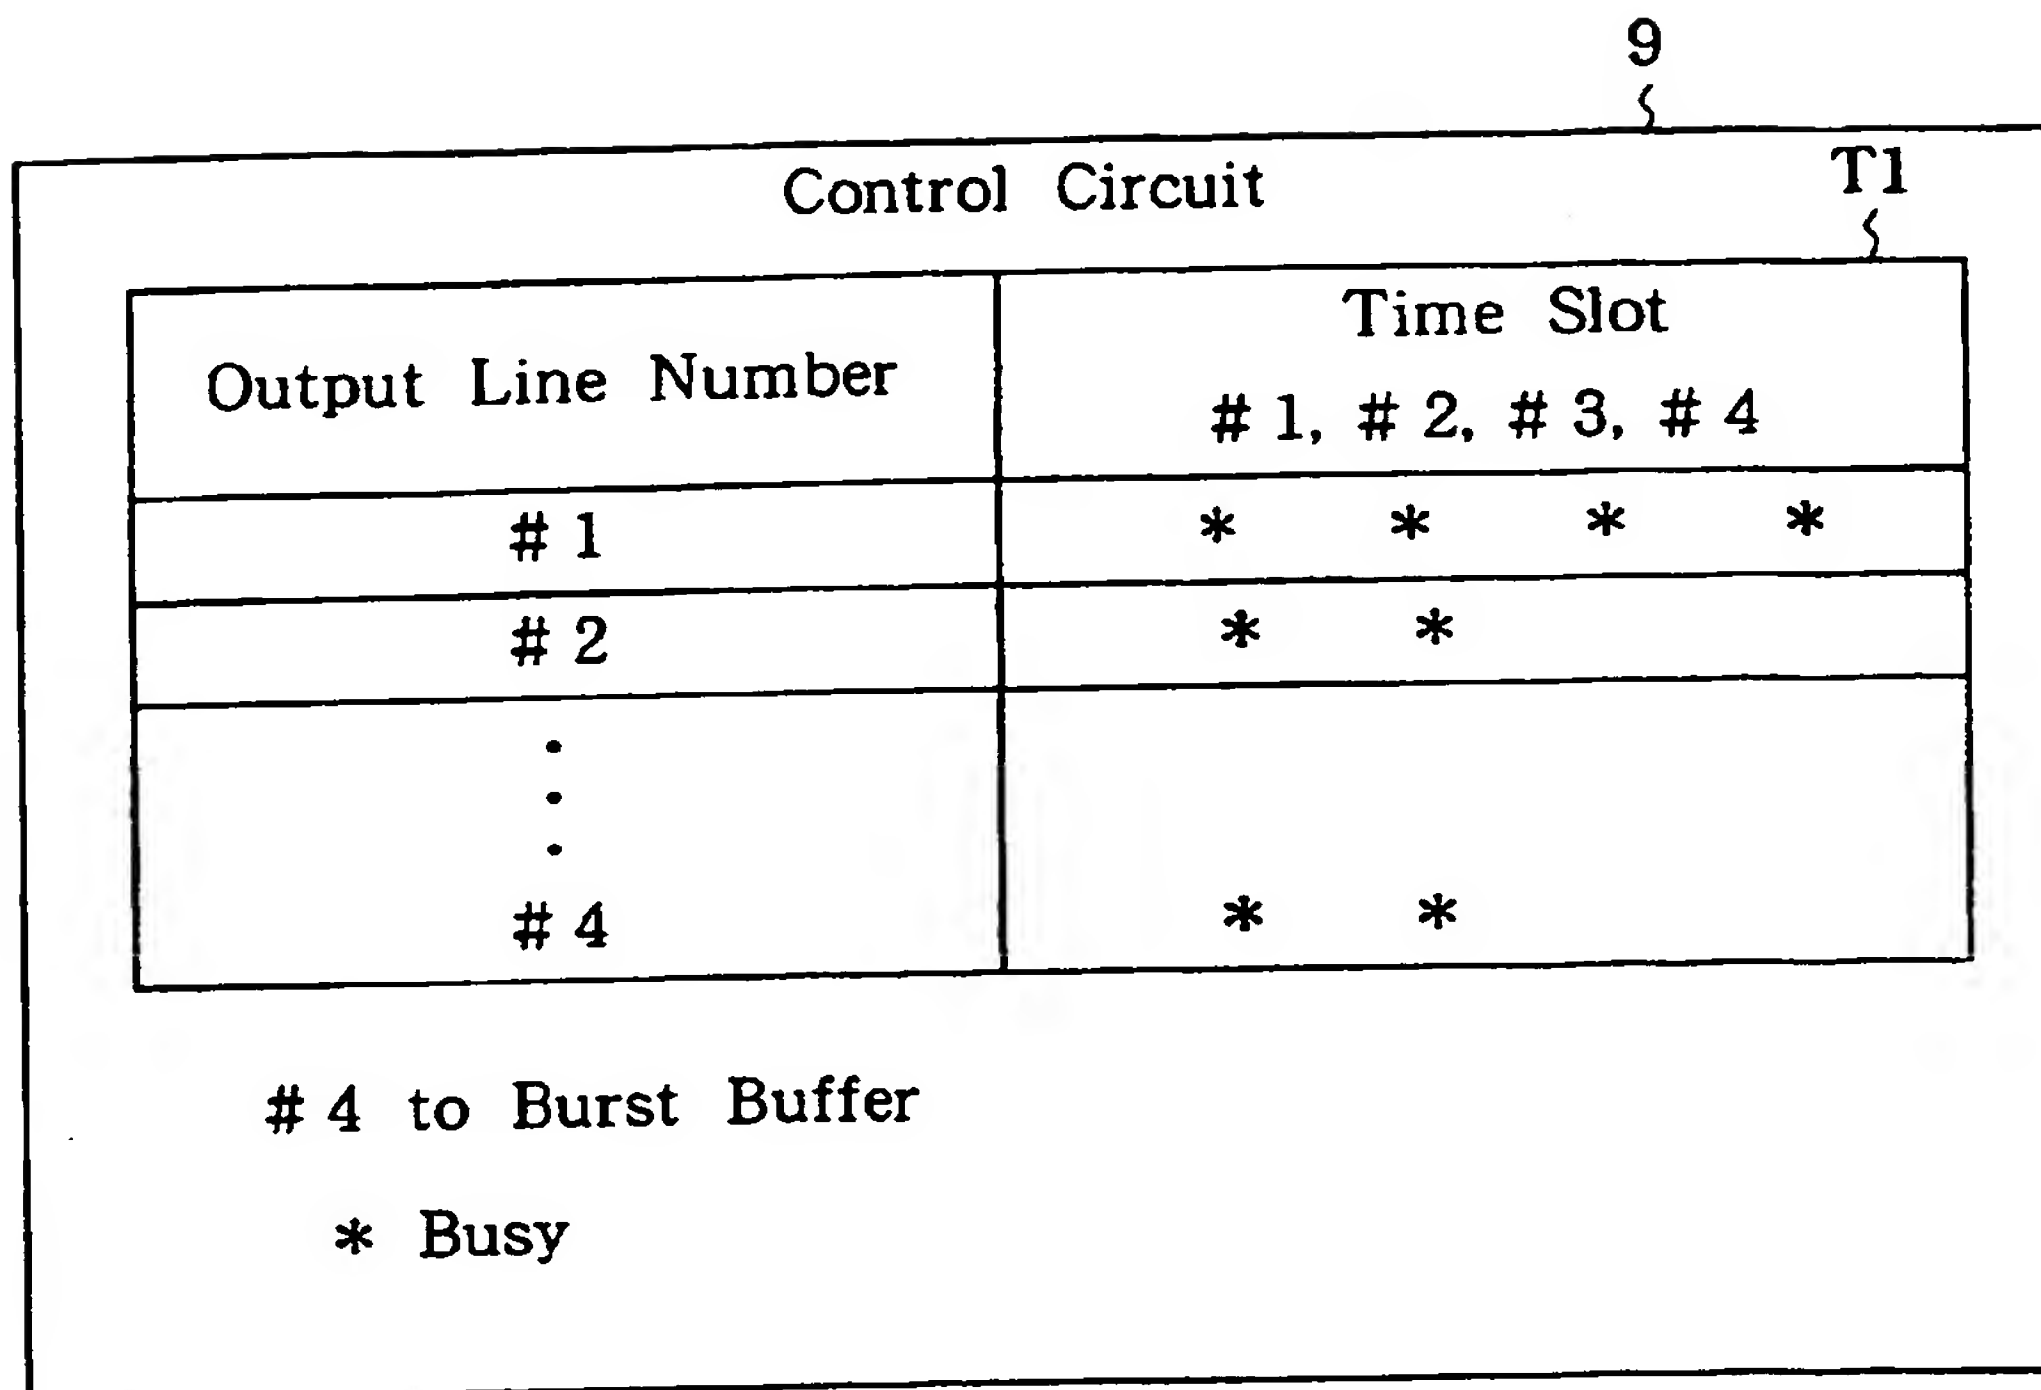 9
Control Circuit
T1
Output Line Number
Time Slot
# 1, # 2, # 3, # 4
# 1
* * * *
# 2
* *
# 4
* *
# 4 to Burst Buffer
* Busy